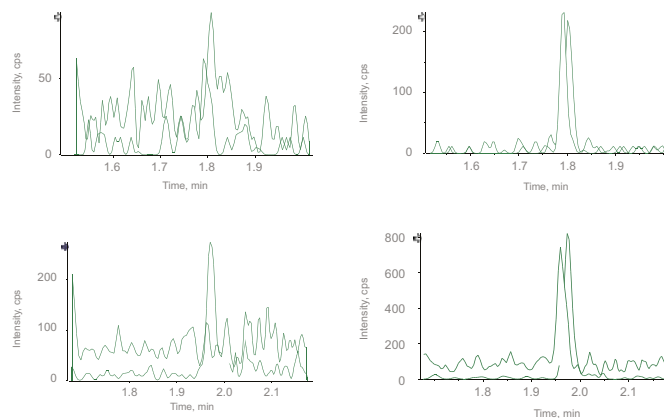 Intensity, cps
50
0
1.6 1.7 1.8 1.9
Time, min
Intensity, cps
200
100
0
1.6 1.7 1.8 1.9
Time, min
Intensity, cps
200
100
0
1.8 1.9 2.0 2.1
Time, min
Intensity, cps
800
600
400
200
0
1.8 1.9 2.0 2.1
Time, min